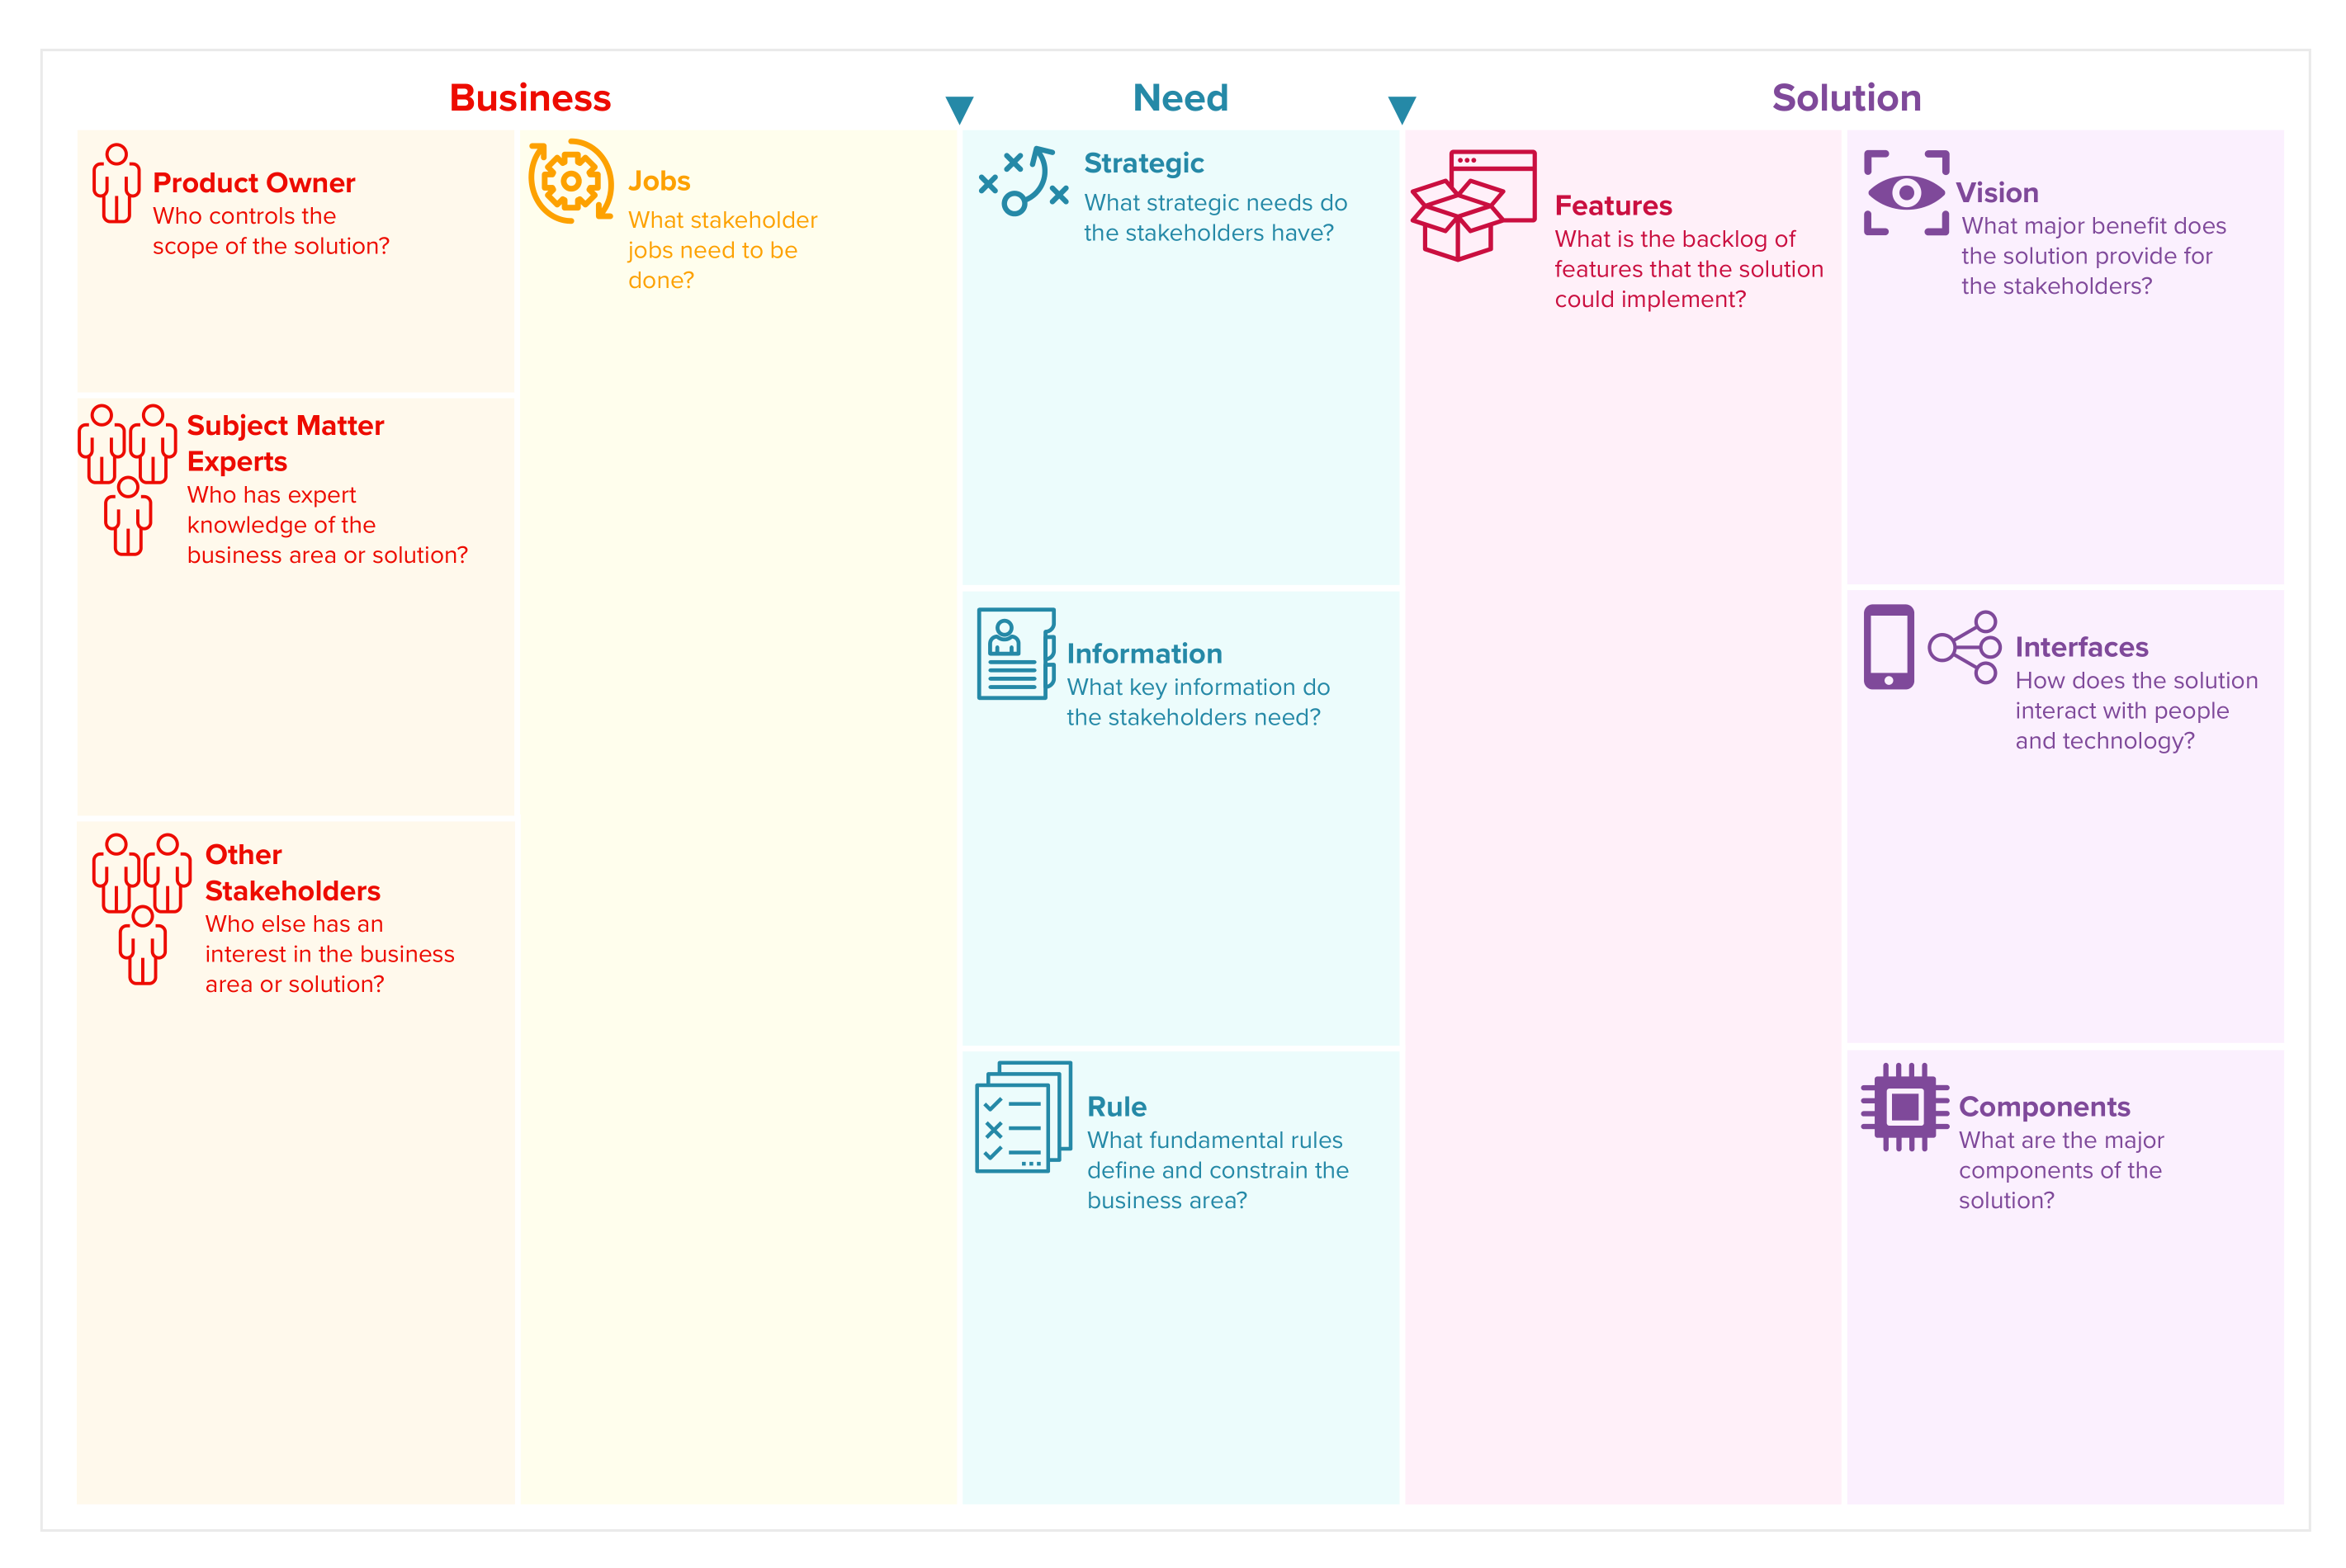 Business
Need
Solution
Product Owner
Who controls the
scope of the solution?
Subject Matter
Experts
Who has expert
knowledge of the
business area or solution?
Other
Stakeholders
Who else has an
interest in the business
area or solution?
Jobs
What stakeholder
jobs need to be
done?
Strategic
What strategic needs do
the stakeholders have?
Information
What key information do
the stakeholders need?
Rule
What fundamental rules
define and constrain the
business area?
Features
What is the backlog of
features that the solution
could implement?
Vision
What major benefit does
the solution provide for
the stakeholders?
Interfaces
How does the solution
interact with people
and technology?
Components
What are the major
components of the
solution?